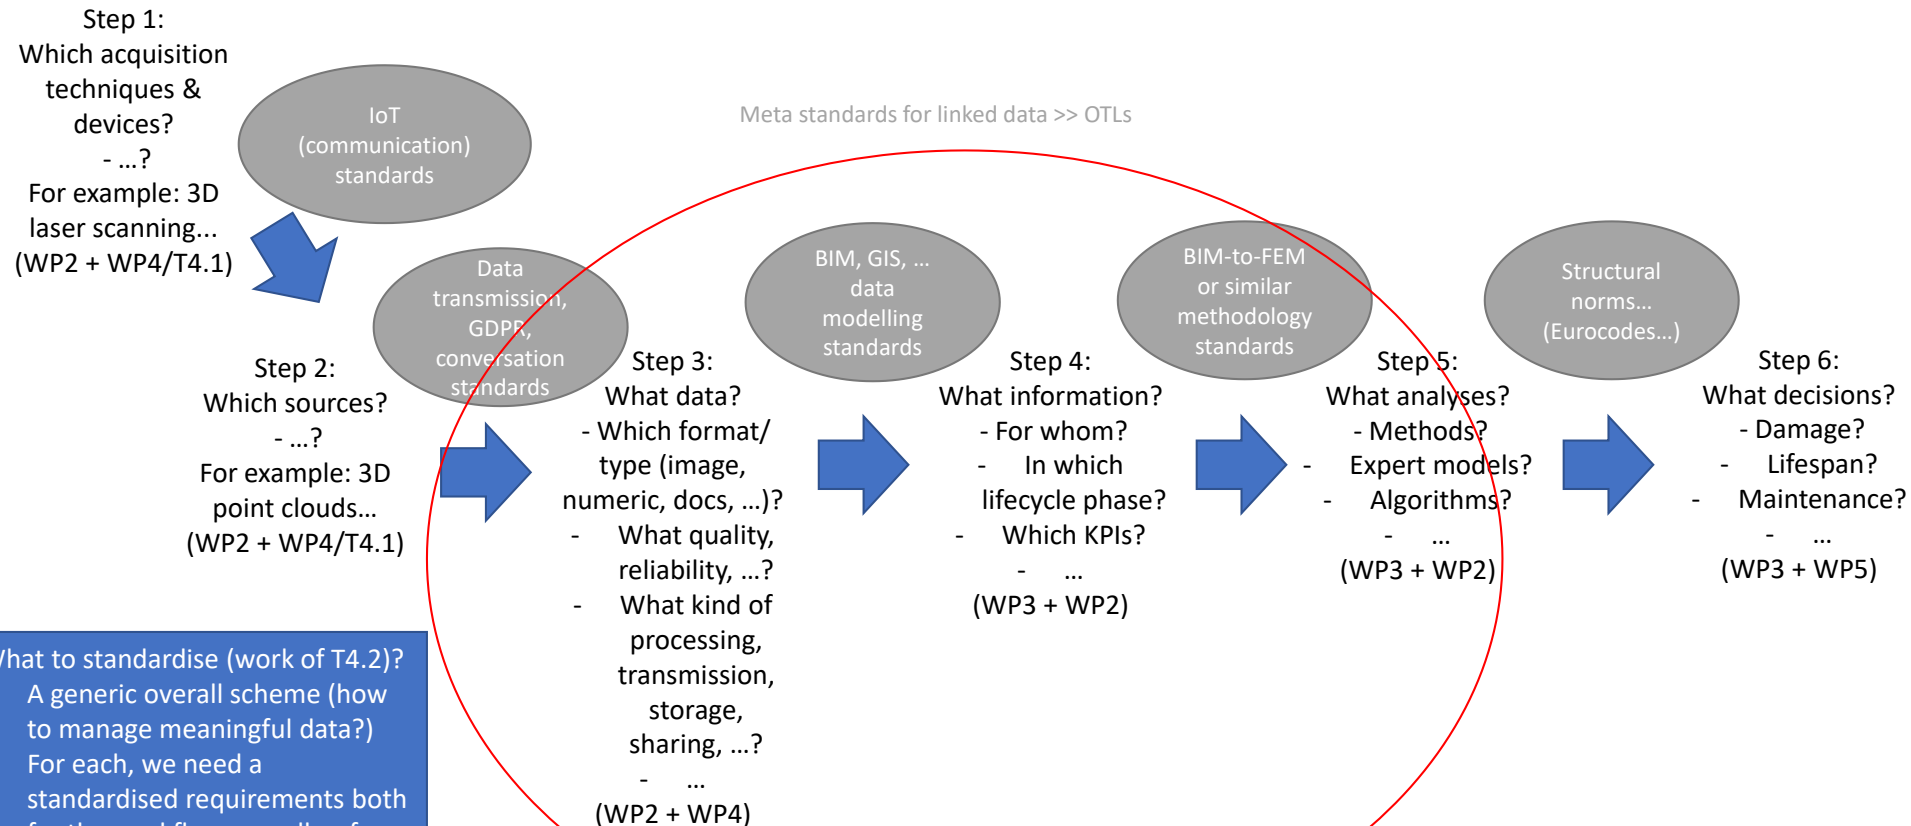 Step 1:
Which acquisition
techniques &
devices?
- ...?
For example: 3D
laser scanning...
(WP2 + WP4/T4.1)
IoT
(communication)
standards
Meta standards for linked data >> OTLs
Data
transmission,
GDPR,
conversation
standards
BIM, GIS, ...
data
modelling
standards
BIM-to-FEM
or similar
methodology
standards
Structural
norms...
(Eurocodes...)
Step 2:
Which sources?
- ...?
For example: 3D
point clouds...
(WP2 + WP4/T4.1)
Step 3:
What data?
- Which format/
type (image,
numeric, docs, ...)?
- What quality,
reliability, ...?
- What kind of
processing,
transmission,
storage,
sharing, ...?
- ...
(WP2 + WP4)
Step 4:
What information?
- For whom?
- In which
lifecycle phase?
- Which KPIs?
- ...
(WP3 + WP2)
Step 5:
What analyses?
- Methods?
- Expert models?
- Algorithms?
- ...
(WP3 + WP2)
Step 6:
What decisions?
- Damage?
- Lifespan?
- Maintenance?
- ...
(WP3 + WP5)
What to standardise (work of T4.2)?
A generic overall scheme (how
to manage meaningful data?)
For each, we need a
standardised requirements both